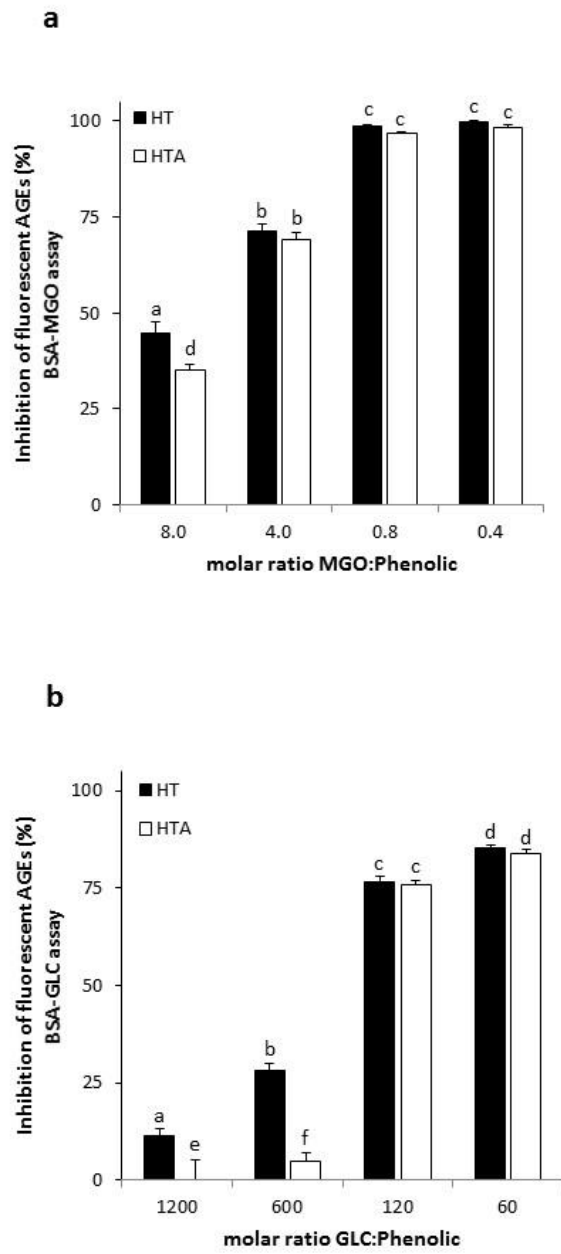 a
Inhibition of fluorescent AGEs (%)
BSA-MGO assay
100
75
50
25
0
HT
HTA
a
d
b
b
c
c
c
c
8.0
4.0
0.8
0.4
molar ratio MGO:Phenolic
b
Inhibition of fluorescent AGEs (%)
BSA-GLC assay
100
75
50
25
0
HT
HTA
a
e
b
f
c
c
d
d
1200
600
120
60
molar ratio GLC:Phenolic